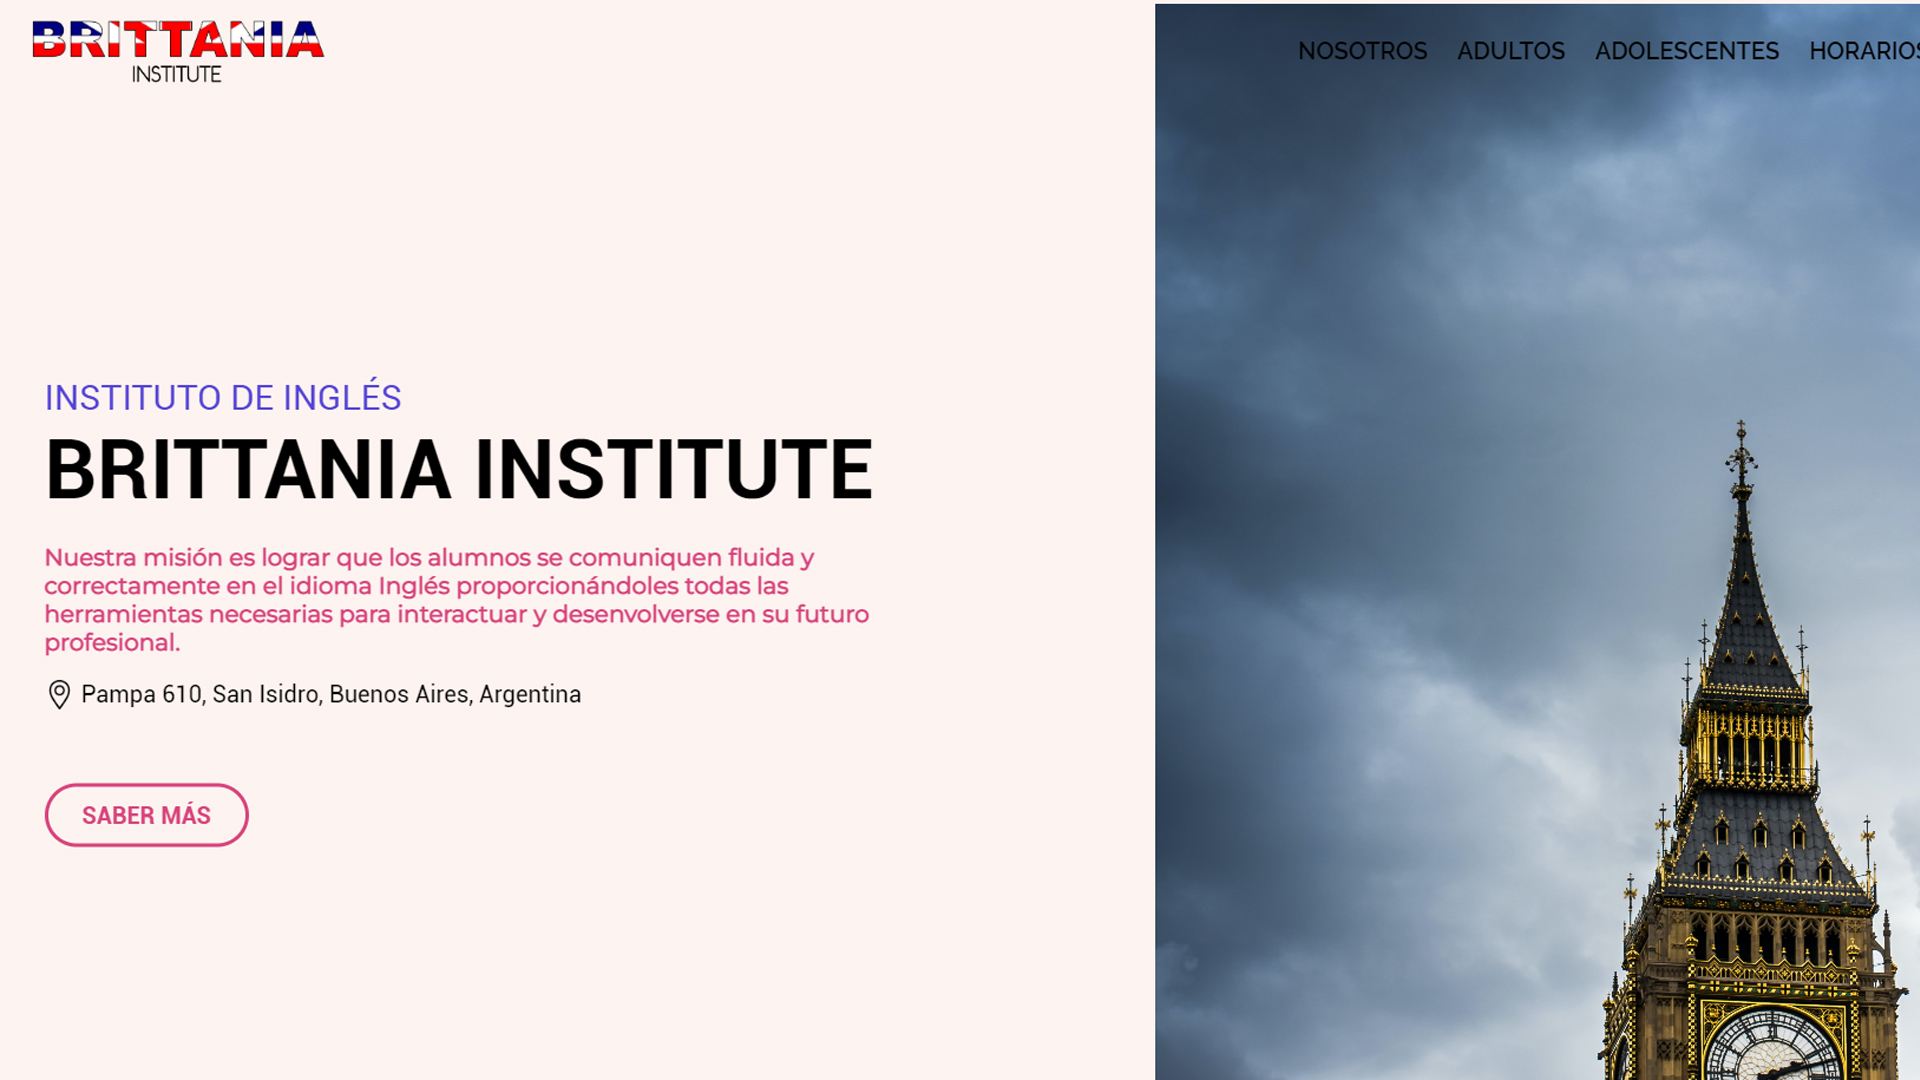 BRITTANIA
INSTITUTE
NOSOTROS ADULTOS ADOLESCENTES HORARIOS
INSTITUTO DE INGLÉS
BRITTANIA INSTITUTE
Nuestra misión es lograr que los alumnos se comuniquen fluida y
correctamente en el idioma Inglés proporcionándoles todas las
herramientas necesarias para interactuar y desenvolverse en su futuro
profesional.
Pampa 610, San Isidro, Buenos Aires, Argentina
SABER MÁS